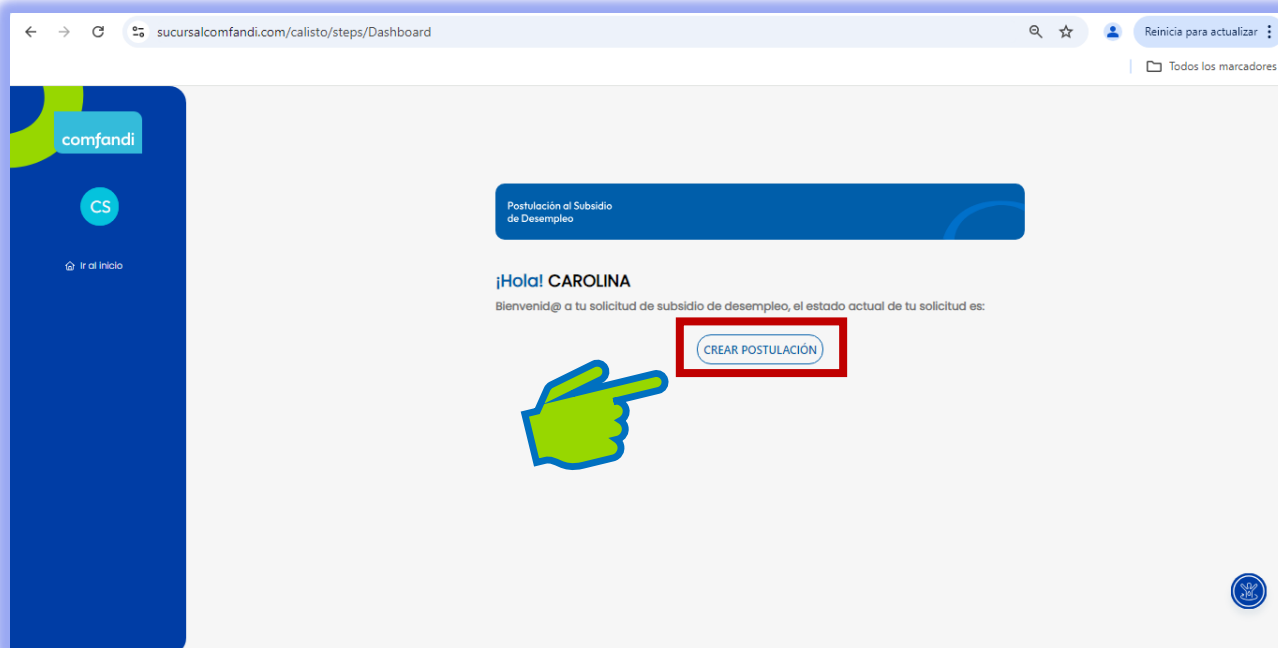 sucursalcomfandi.com/calisto/steps/Dashboard
Reinicia para actualizar
Todos los marcadores
comfandi
CS
Ir al inicio
Postulación al Subsidio
de Desempleo
¡Hola! CAROLINA
Bienvenid@ a tu solicitud de subsidio de desempleo, el estado actual de tu solicitud es:
CREAR POSTULACIÓN